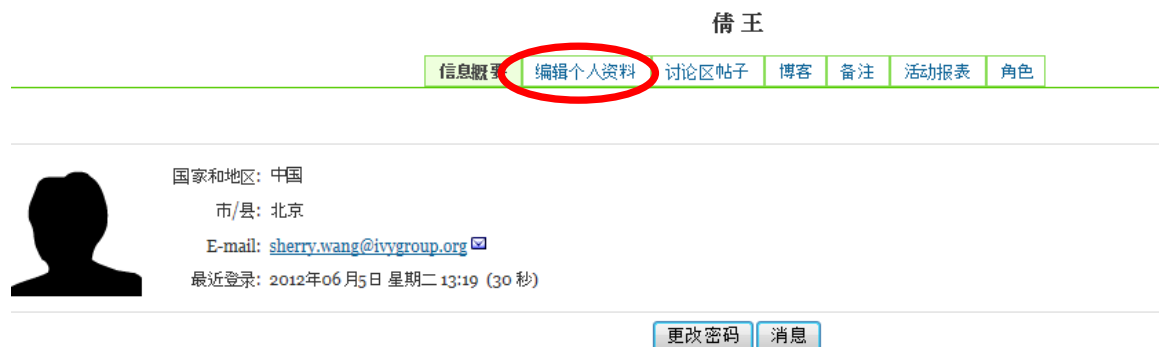 倩 王
信息概要 编辑个人资料 讨论区帖子 博客 备注 活动报表 角色
国家和地区: 中国
市/县: 北京
E-mail: sherry.wang@ivygroup.org
最近登录: 2012年06月5日 星期二 13:19 (30 秒)
更改密码 消息